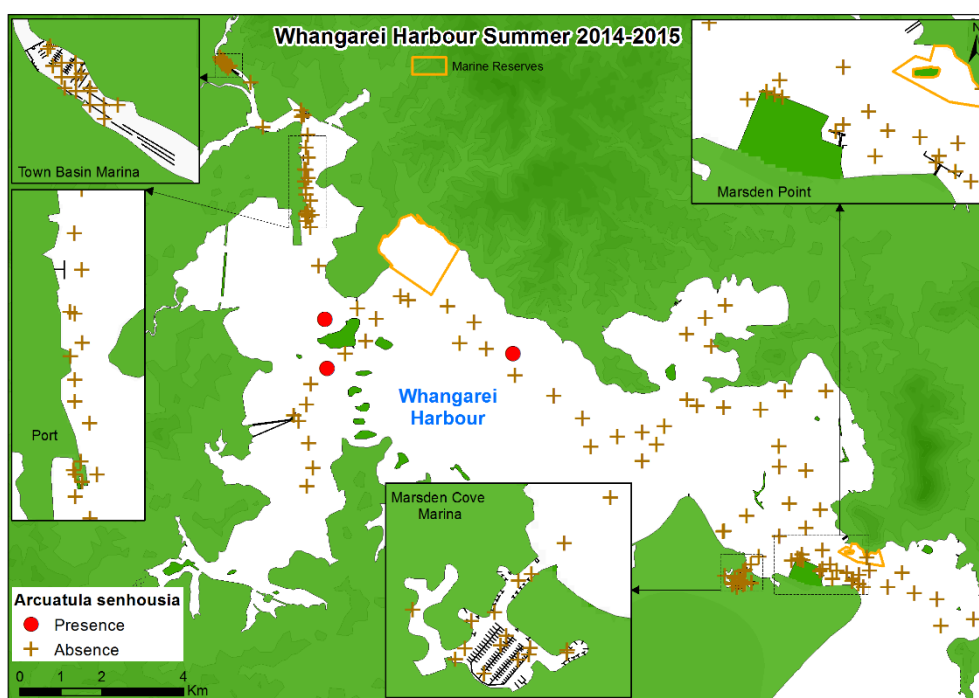 Whangarei Harbour Summer 2014-2015
Marine Reserves
N
Town Basin Marina
Marsden Point
Port
Whangarei
Harbour
Marsden Cove
Marina
Arcuatula senhousia
Presence
Absence
0 1 2 4
Km